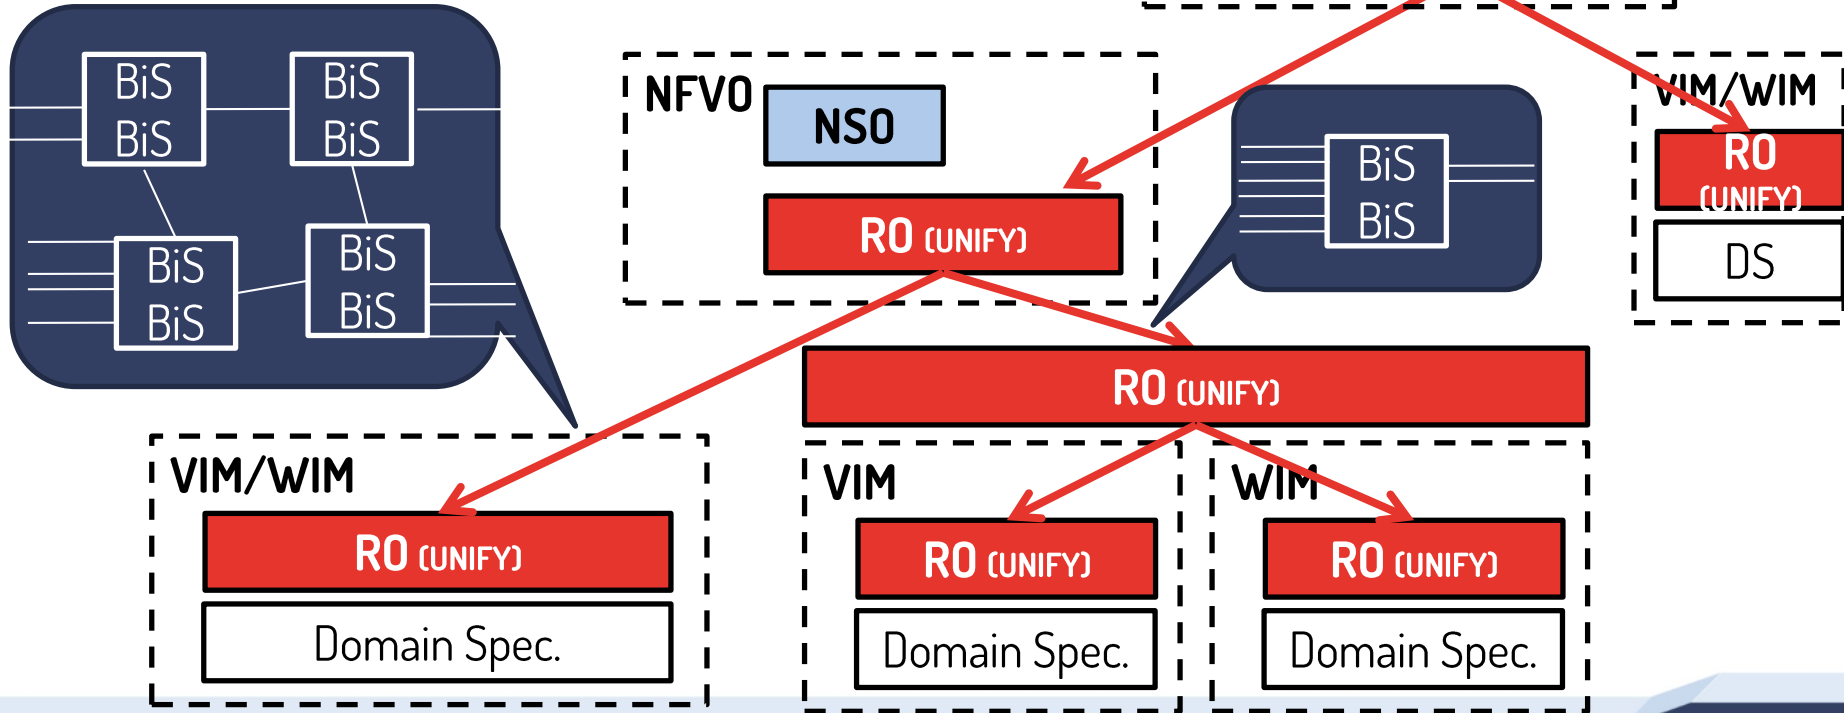 BiS
BiS
BiS
BiS
BiS
BiS
BiS
BiS
NFVO
NSO
RO (UNIFY)
BiS
BiS
VIM/WIM
RO
(UNIFY)
DS
RO (UNIFY)
VIM/WIM
RO (UNIFY)
Domain Spec.
VIM
RO (UNIFY)
Domain Spec.
WIM
RO (UNIFY)
Domain Spec.